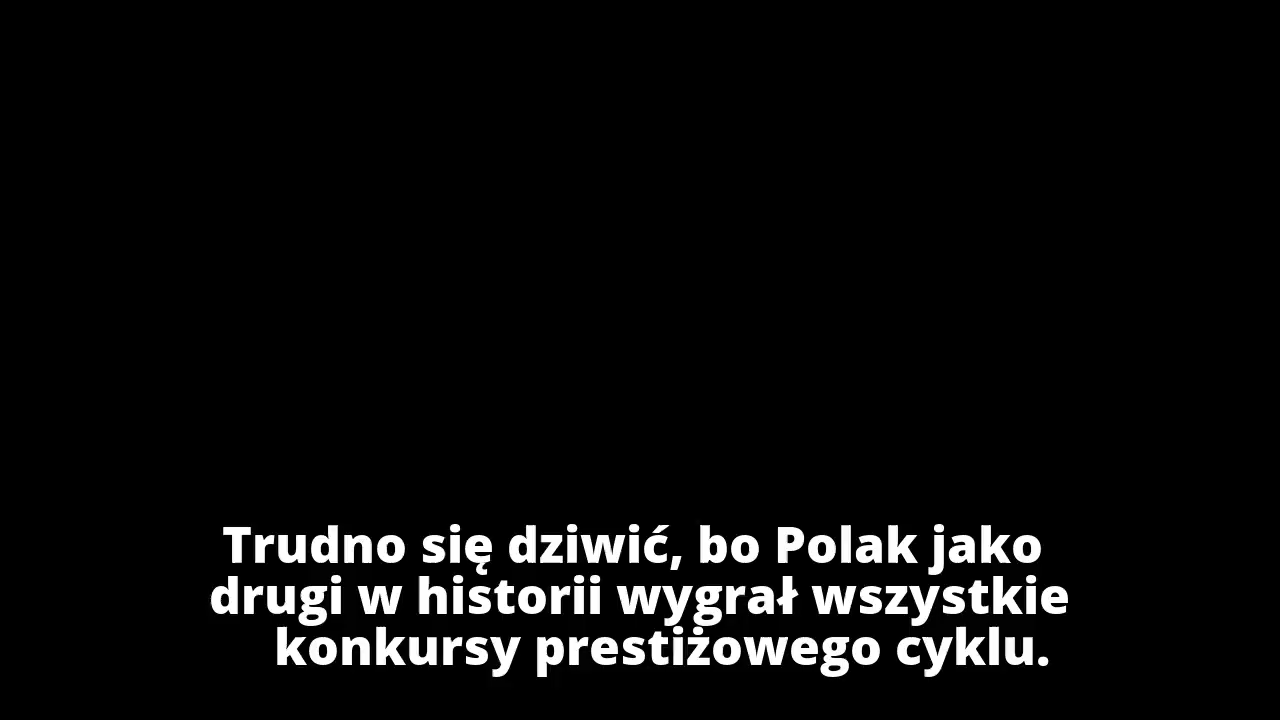 Trudno się dziwić, bo Polak jako
drugi w historii wygrał wszystkie
konkursy prestiżowego cyklu.